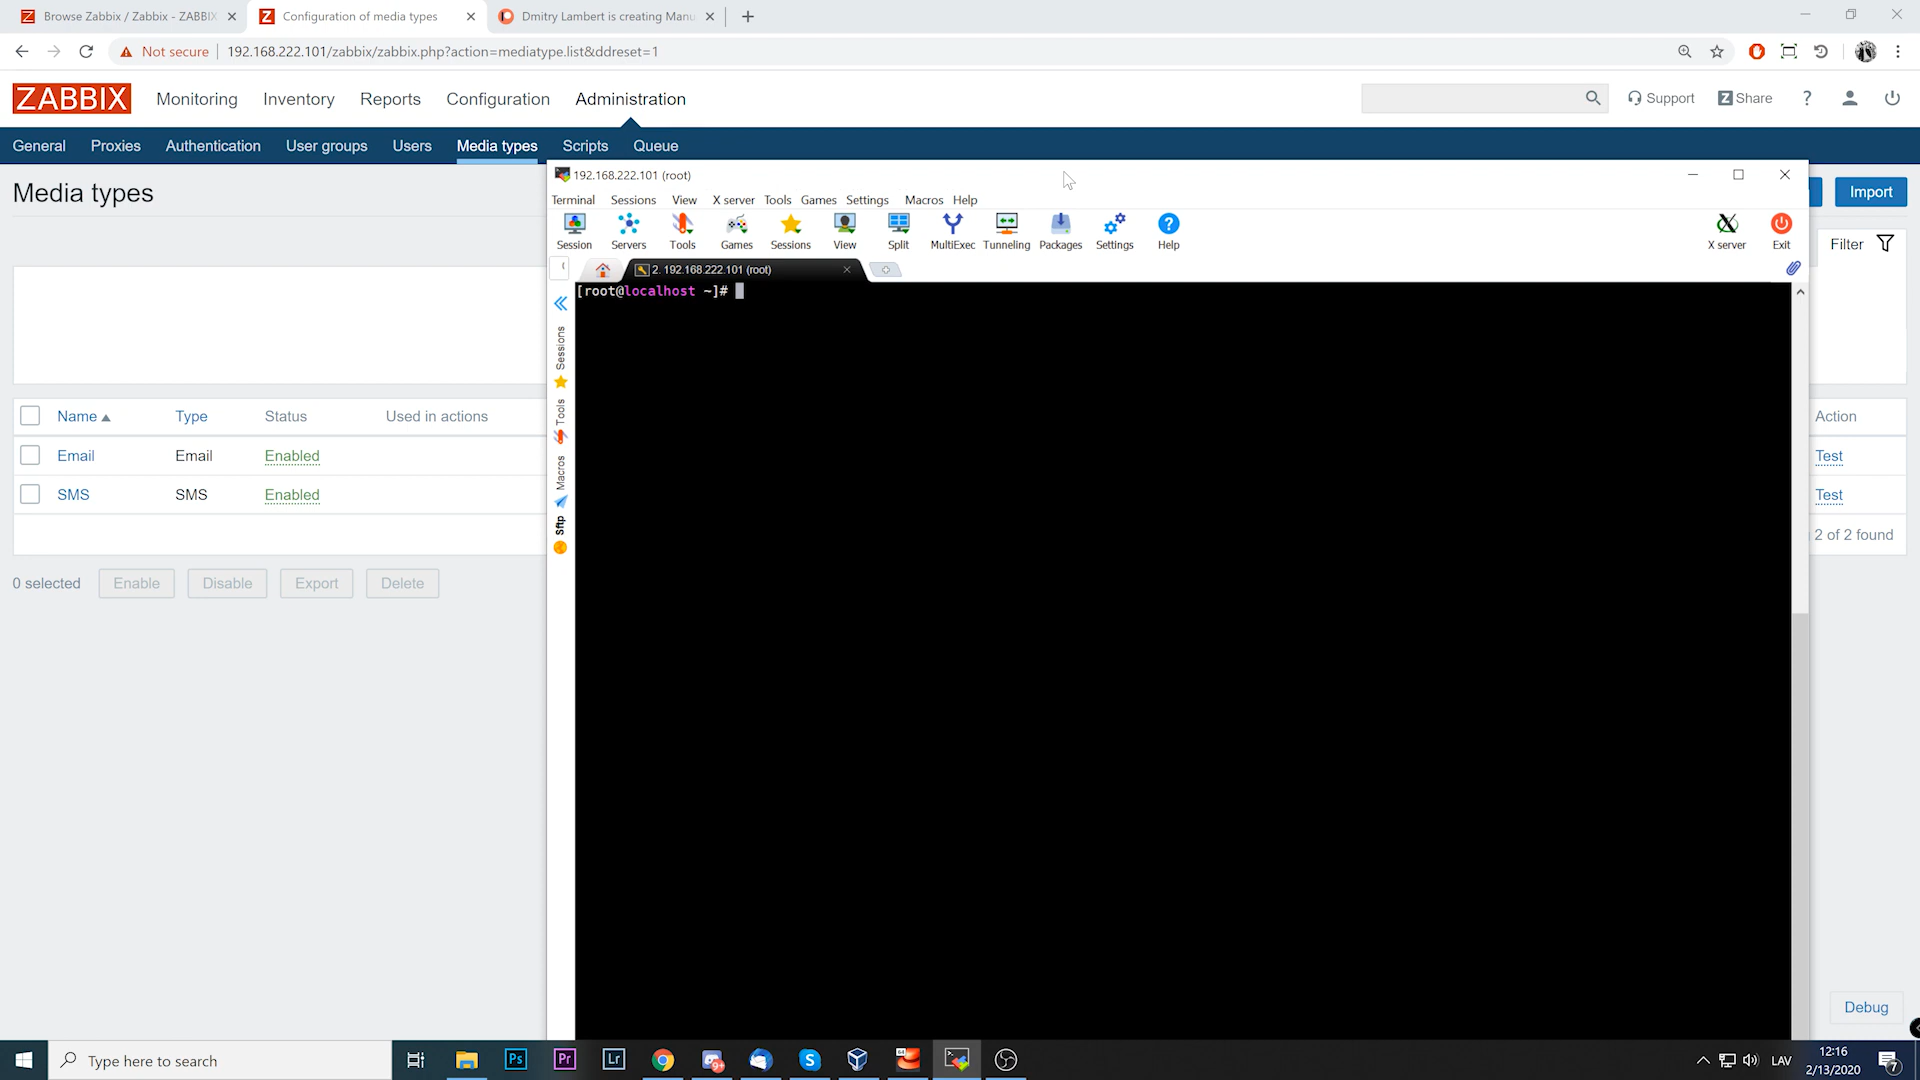 Browse Zabbix / Zabbix - ZABBIX
Configuration of media types
Dmitry Lambert is creating Manu
Not secure
192.168.222.101/zabbix/zabbix.php?action=mediatype.list&ddreset=1
ZABBIX
Monitoring
Inventory
Reports
Configuration
Administration
Support
Z Share
?
General
Proxies
Authentication
User groups
Users
Media types
Scripts
Queue
Media types
Import
Filter
192.168.222.101 (root)
Terminal
Sessions
View
X server
Tools
Games
Settings
Macros
Help
Session
Servers
Tools
Games
Sessions
View
Split
MultiExec
Tunneling
Packages
Settings
Help
X server
Exit
2. 192.168.222.101 (root)
[root@localhost ~]#
Sessions
Tools
Macros
Sftp
Name
Type
Status
Used in actions
Action
Email
Email
Enabled
Test
SMS
SMS
Enabled
Test
2 of 2 found
0 selected
Enable
Disable
Export
Delete
Debug
Type here to search
Ps
Pr
Lr
9+
64
LAV
12:16
2/13/2020
7